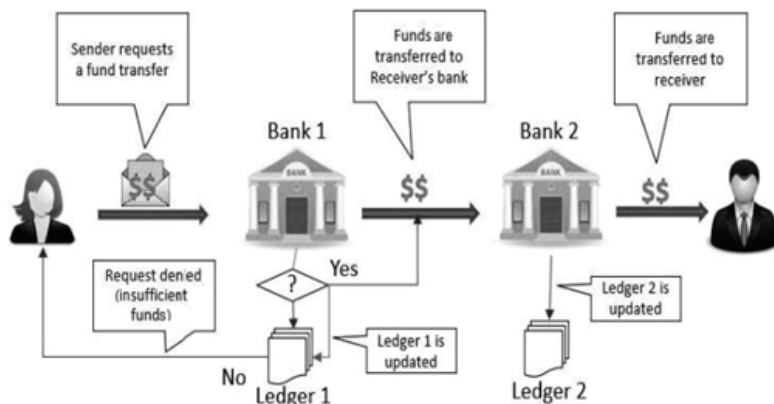 Sender requests
a fund transfer
Funds are
transferred to
Receiver's bank
Funds are
transferred to
receiver
Bank 1
Bank 2
$$
$$
$$
BANK
BANK
Request denied
(insufficient
funds)
Yes
?
Ledger 1 is
updated
Ledger 2 is
updated
No
Ledger 1
Ledger 2